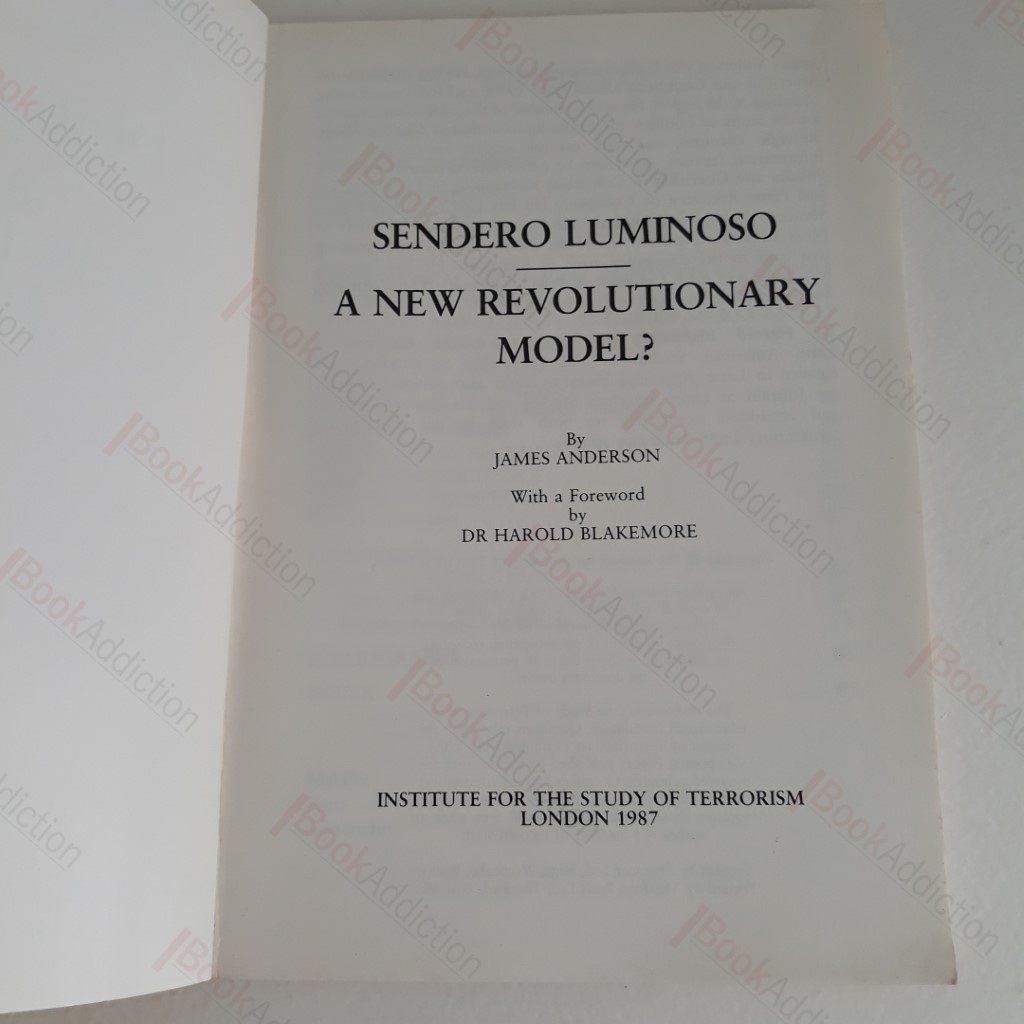 SENDERO LUMINOSO
A NEW REVOLUTIONARY
MODEL?
By
JAMES ANDERSON
With a Foreword
by
DR HAROLD BLAKEMORE
INSTITUTE FOR THE STUDY OF TERRORISM
LONDON 1987
BookAddiction